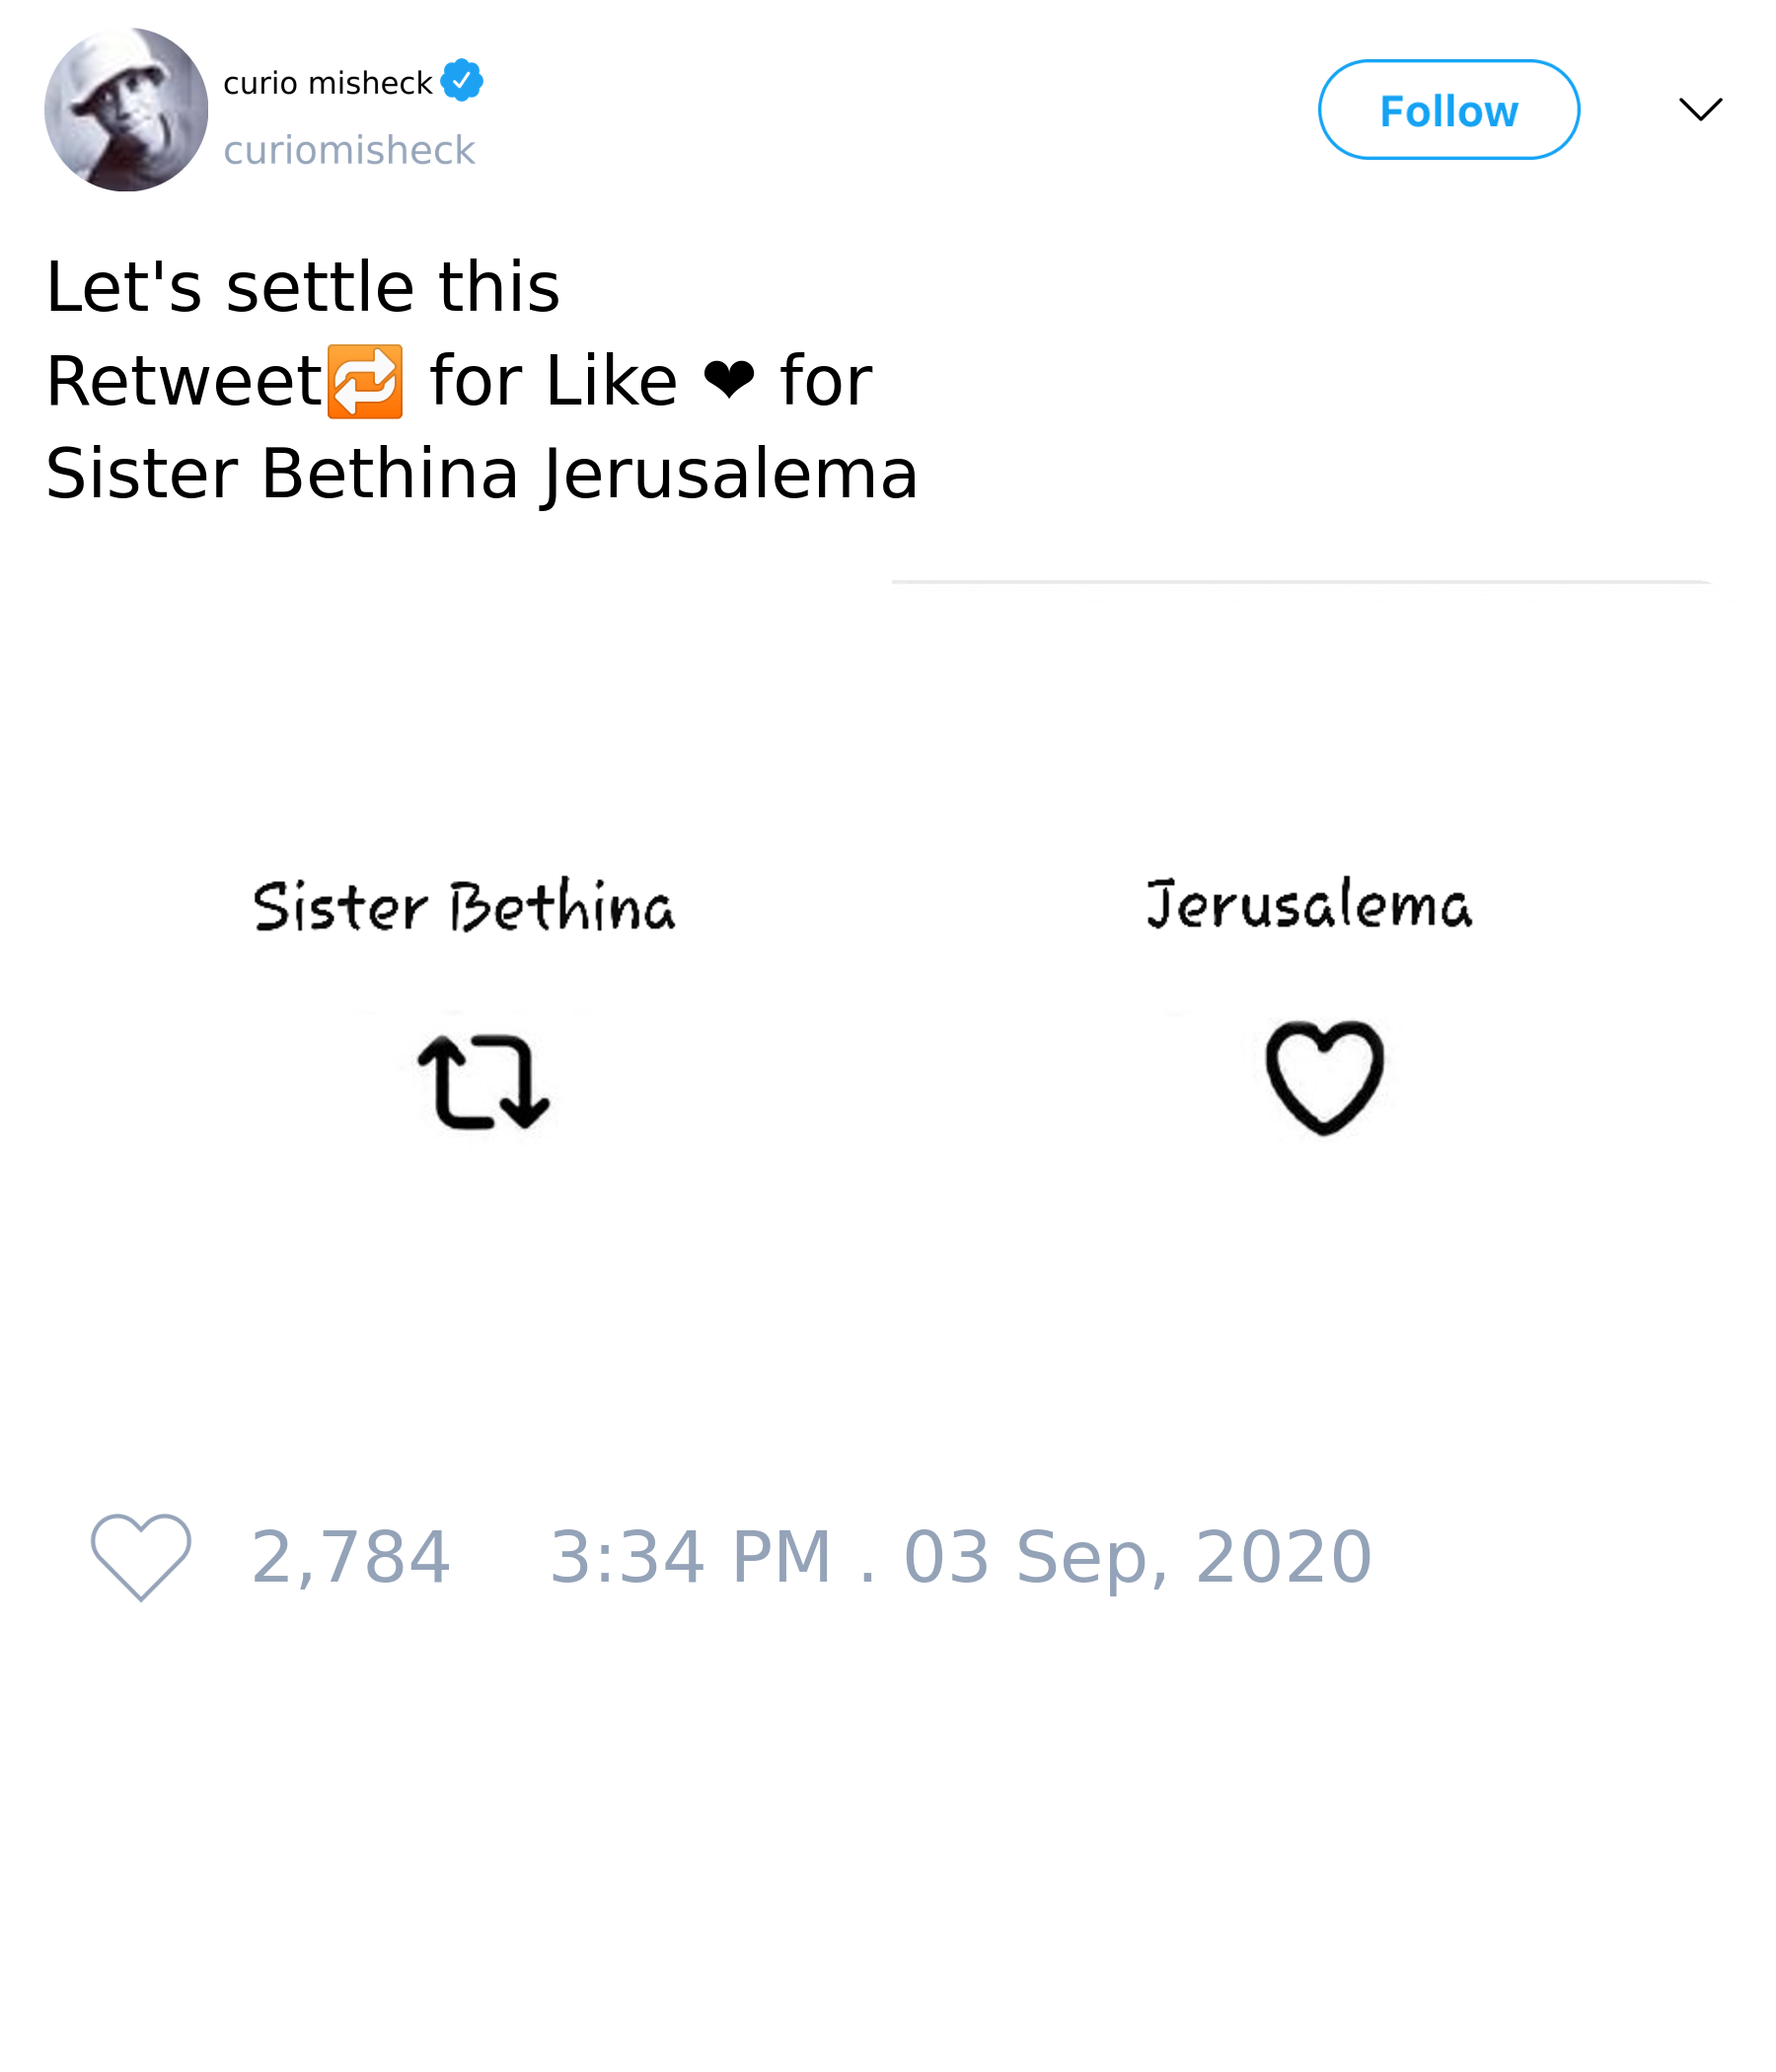 curio misheck
curiomisheck
Follow
Let's settle this
Retweet🔁 for Like ❤ for
Sister Bethina Jerusalema
Sister Bethina
Jerusalema
2,784 3:34 PM . 03 Sep, 2020